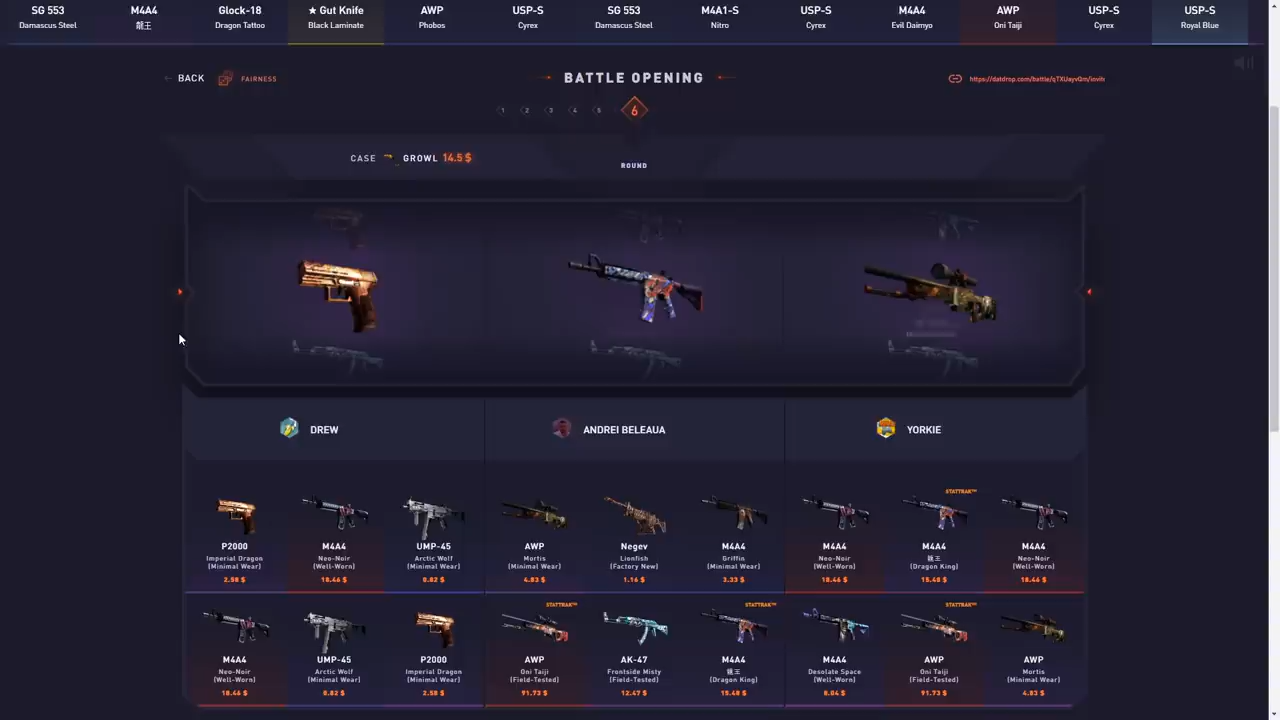 SG 553 M4A4 Glock-18 ★ Gut Knife AWP USP-S SG 553 M4A1-S USP-S M4A4 AWP USP-S USP-S
Damascus Steel 龍王 Dragon Tattoo Black Laminate Phobos Cyrex Damascus Steel Nitro Cyrex Evil Daimyo Oni Taiji Cyrex Royal Blue
BACK FAIRNESS BATTLE OPENING
1 2 3 4 5 6
CASE GROWL 14.5 $
ROUND
DREW ANDREI BELEAUA YORKIE
STATTRAK™
P2000 M4A4 UMP-45 AWP Negev M4A4 M4A4 M4A4 M4A4
Imperial Dragon Neo-Noir Arctic Wolf Mortis Lionfish Griffin Neo-Noir 龍王 Neo-Noir
(Minimal Wear) (Well-Worn) (Minimal Wear) (Minimal Wear) (Factory New) (Minimal Wear) (Well-Worn) (Dragon King) (Well-Worn)
2.58 $ 18.46 $ 8.82 $ 4.83 $ 1.16 $ 3.33 $ 18.46 $ 15.48 $ 18.46 $
STATTRAK™ STATTRAK™ STATTRAK™
M4A4 UMP-45 P2000 AWP AK-47 M4A4 M4A4 AWP AWP
Neo-Noir Arctic Wolf Imperial Dragon Oni Taiji Frontside Misty 龍王 Desolate Space Oni Taiji Mortis
(Well-Worn) (Minimal Wear) (Minimal Wear) (Field-Tested) (Field-Tested) (Dragon King) (Field-Tested) (Field-Tested) (Minimal Wear)
18.46 $ 8.82 $ 2.58 $ 91.73 $ 12.47 $ 15.48 $ 8.04 $ 91.73 $ 4.83 $